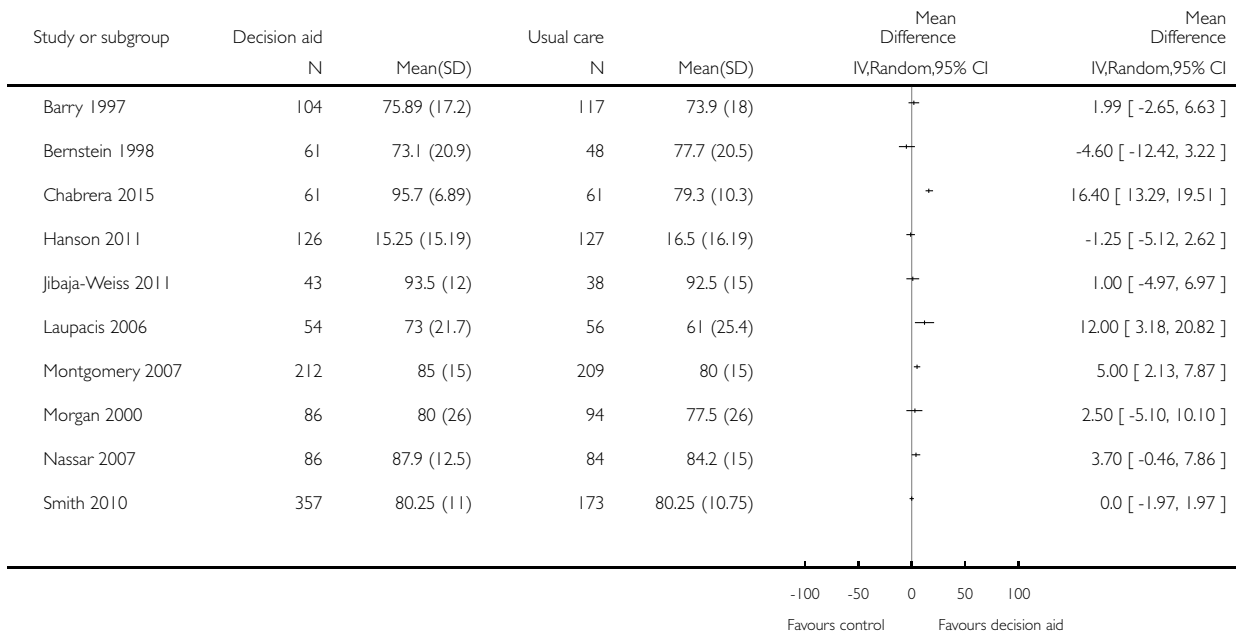 Study or subgroup Decision aid Usual care Mean Difference Mean Difference
N Mean(SD) N Mean(SD) IV,Random,95% CI IV,Random,95% CI
Barry 1997 104 75.89 (17.2) 117 73.9 (18) 1.99 [ -2.65, 6.63 ]
Bernstein 1998 61 73.1 (20.9) 48 77.7 (20.5) -4.60 [ -12.42, 3.22 ]
Chabrera 2015 61 95.7 (6.89) 61 79.3 (10.3) 16.40 [ 13.29, 19.51 ]
Hanson 2011 126 15.25 (15.19) 127 16.5 (16.19) -1.25 [ -5.12, 2.62 ]
Jibaja-Weiss 2011 43 93.5 (12) 38 92.5 (15) 1.00 [ -4.97, 6.97 ]
Laupacis 2006 54 73 (21.7) 56 61 (25.4) 12.00 [ 3.18, 20.82 ]
Montgomery 2007 212 85 (15) 209 80 (15) 5.00 [ 2.13, 7.87 ]
Morgan 2000 86 80 (26) 94 77.5 (26) 2.50 [ -5.10, 10.10 ]
Nassar 2007 86 87.9 (12.5) 84 84.2 (15) 3.70 [ -0.46, 7.86 ]
Smith 2010 357 80.25 (11) 173 80.25 (10.75) 0.0 [ -1.97, 1.97 ]
-100 -50 0 50 100
Favours control Favours decision aid